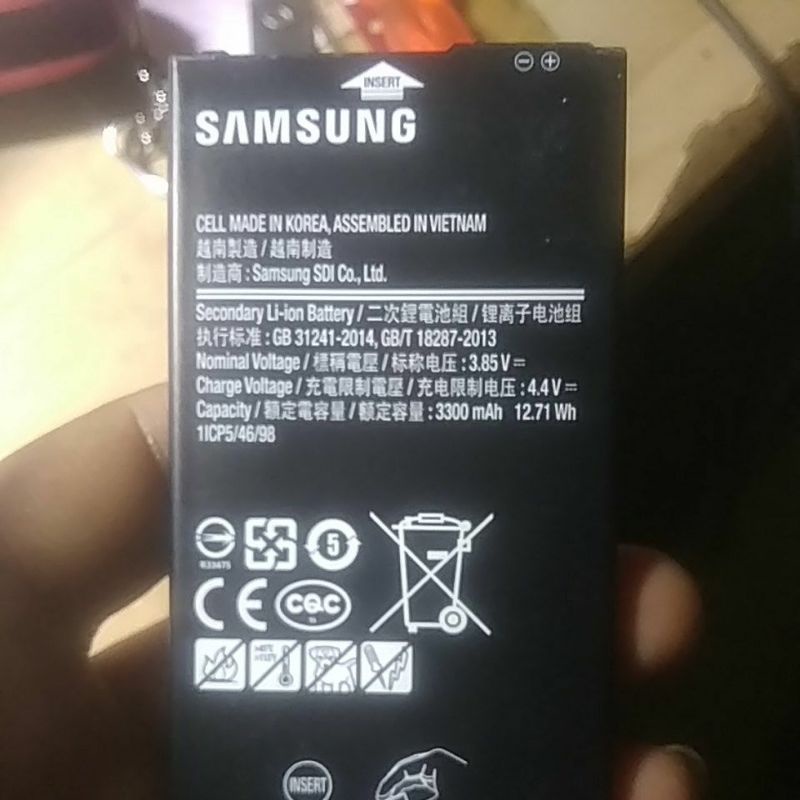 INSERT
SAMSUNG
CELL MADE IN KOREA, ASSEMBLED IN VIETNAM
越南製造 / 越南制造
制造商 : Samsung SDI Co., Ltd.
Secondary Li-ion Battery / 二次鋰電池組 / 锂离子电池组
执行标准 : GB 31241-2014, GB/T 18287-2013
Nominal Voltage / 標稱電壓 / 标称电压 : 3.85 V⎓
Charge Voltage / 充電限制電壓 / 充电限制电压 : 4.4 V⎓
Capacity / 額定電容量 / 额定容量 : 3300 mAh 12.71 Wh
1ICP5/46/98
5
CE CQC
INSERT